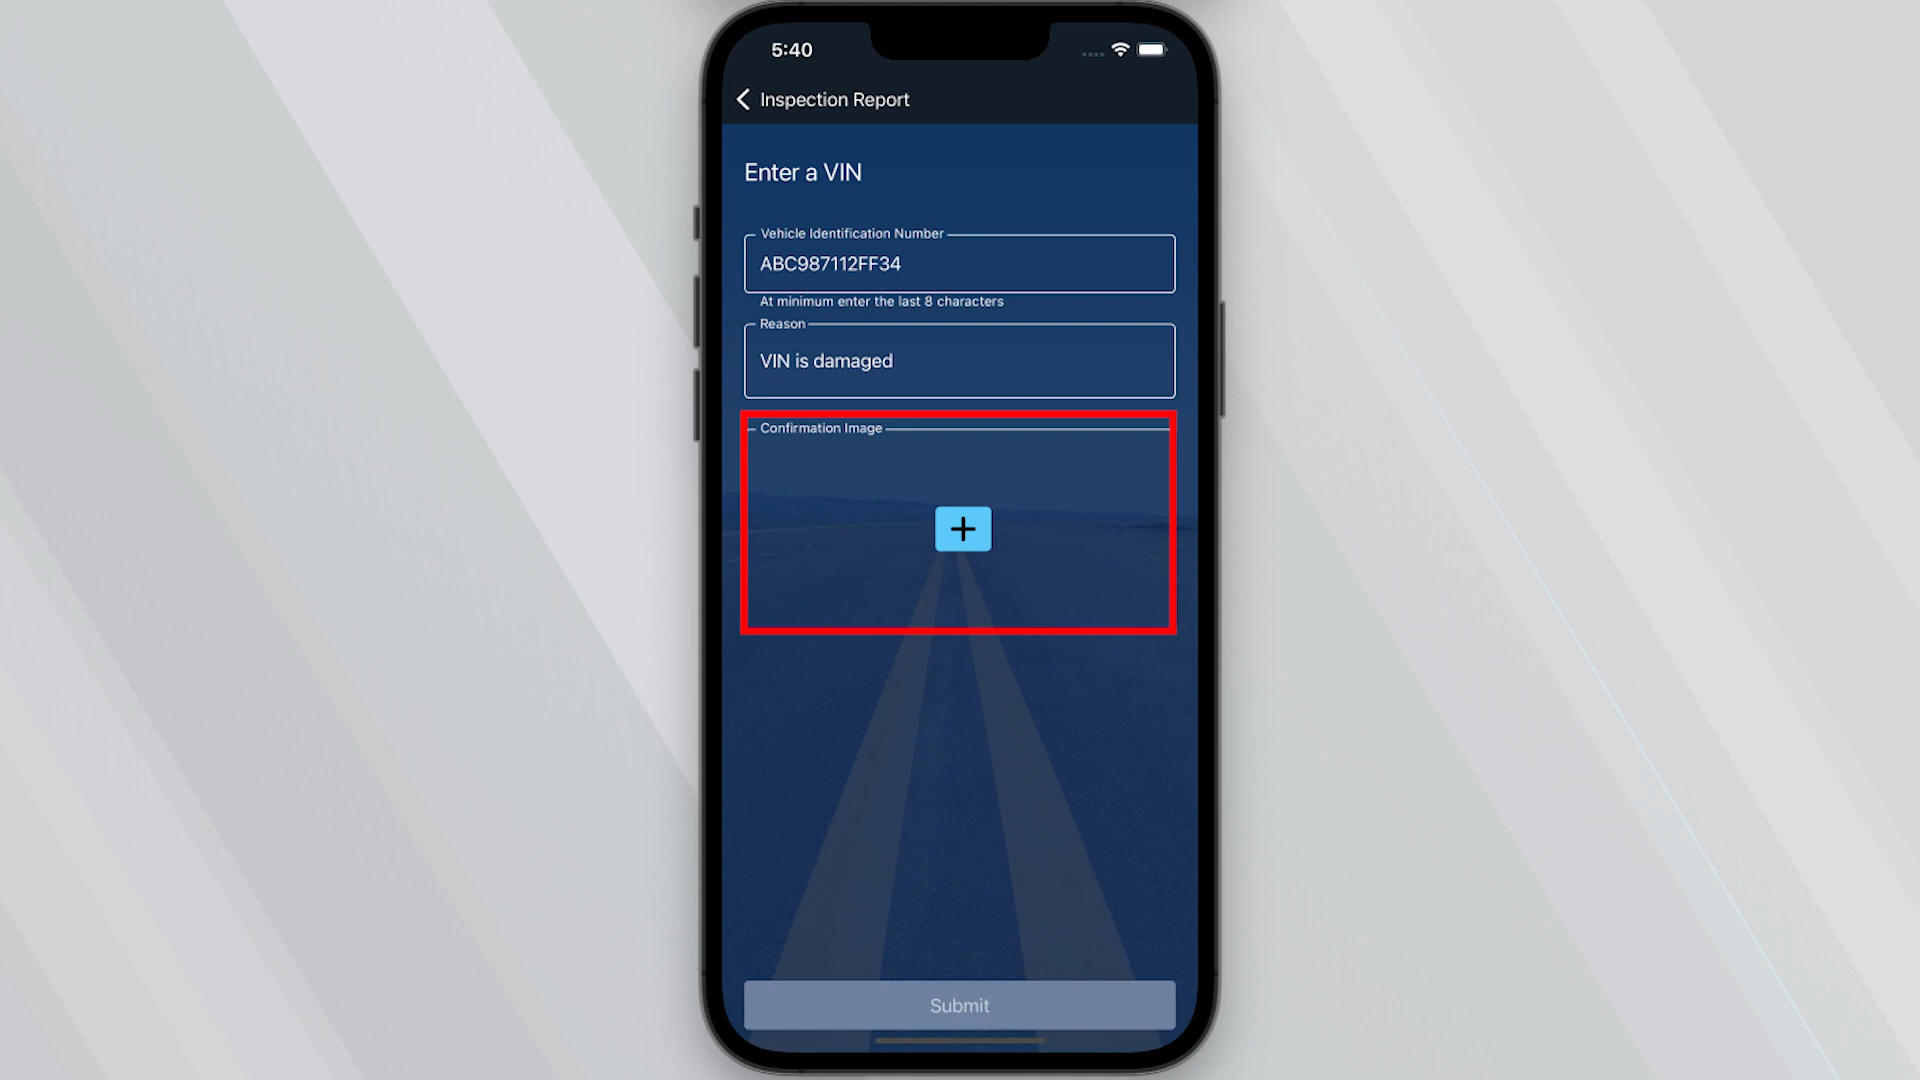 5:40
Inspection Report
Enter a VIN
Vehicle Identification Number
ABC987112FF34
At minimum enter the last 8 characters
Reason
VIN is damaged
Confirmation Image
Submit